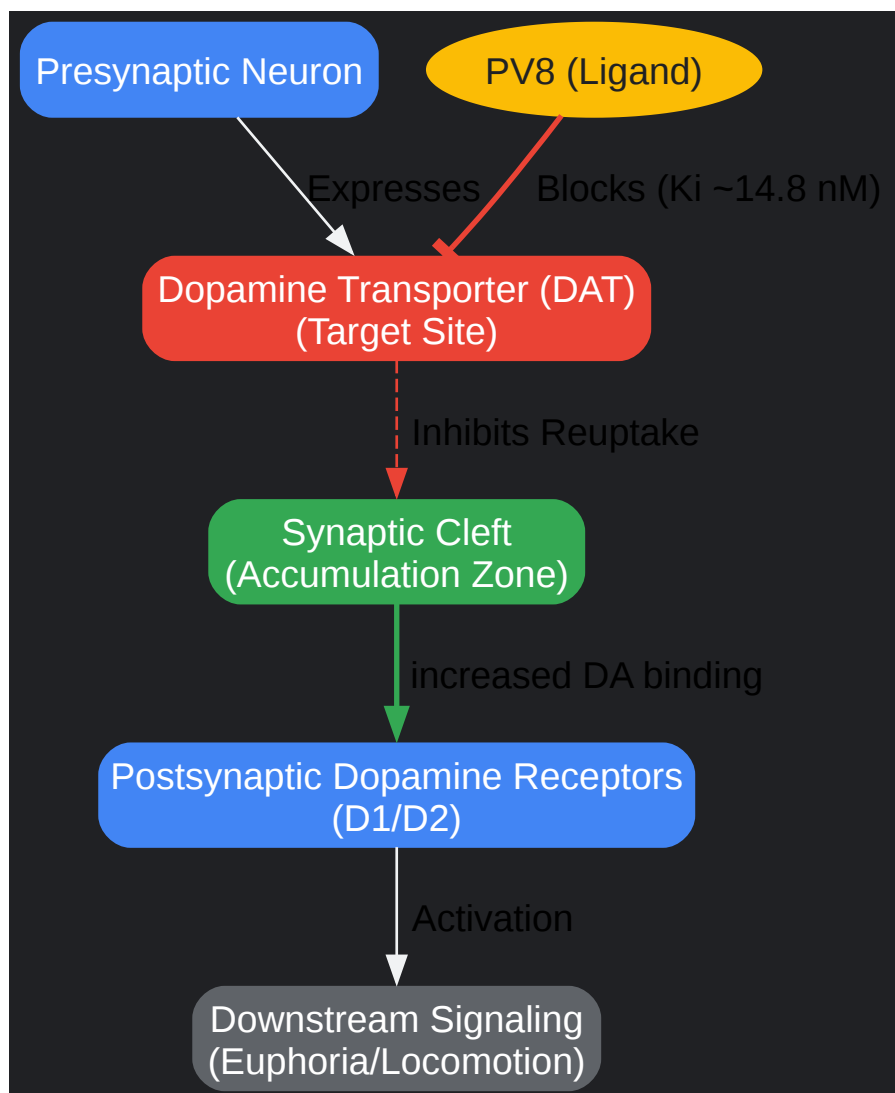 Presynaptic Neuron
PV8 (Ligand)
Expresses
Blocks (Ki ~14.8 nM)
Dopamine Transporter (DAT)
(Target Site)
Inhibits Reuptake
Synaptic Cleft
(Accumulation Zone)
increased DA binding
Postsynaptic Dopamine Receptors
(D1/D2)
Activation
Downstream Signaling
(Euphoria/Locomotion)